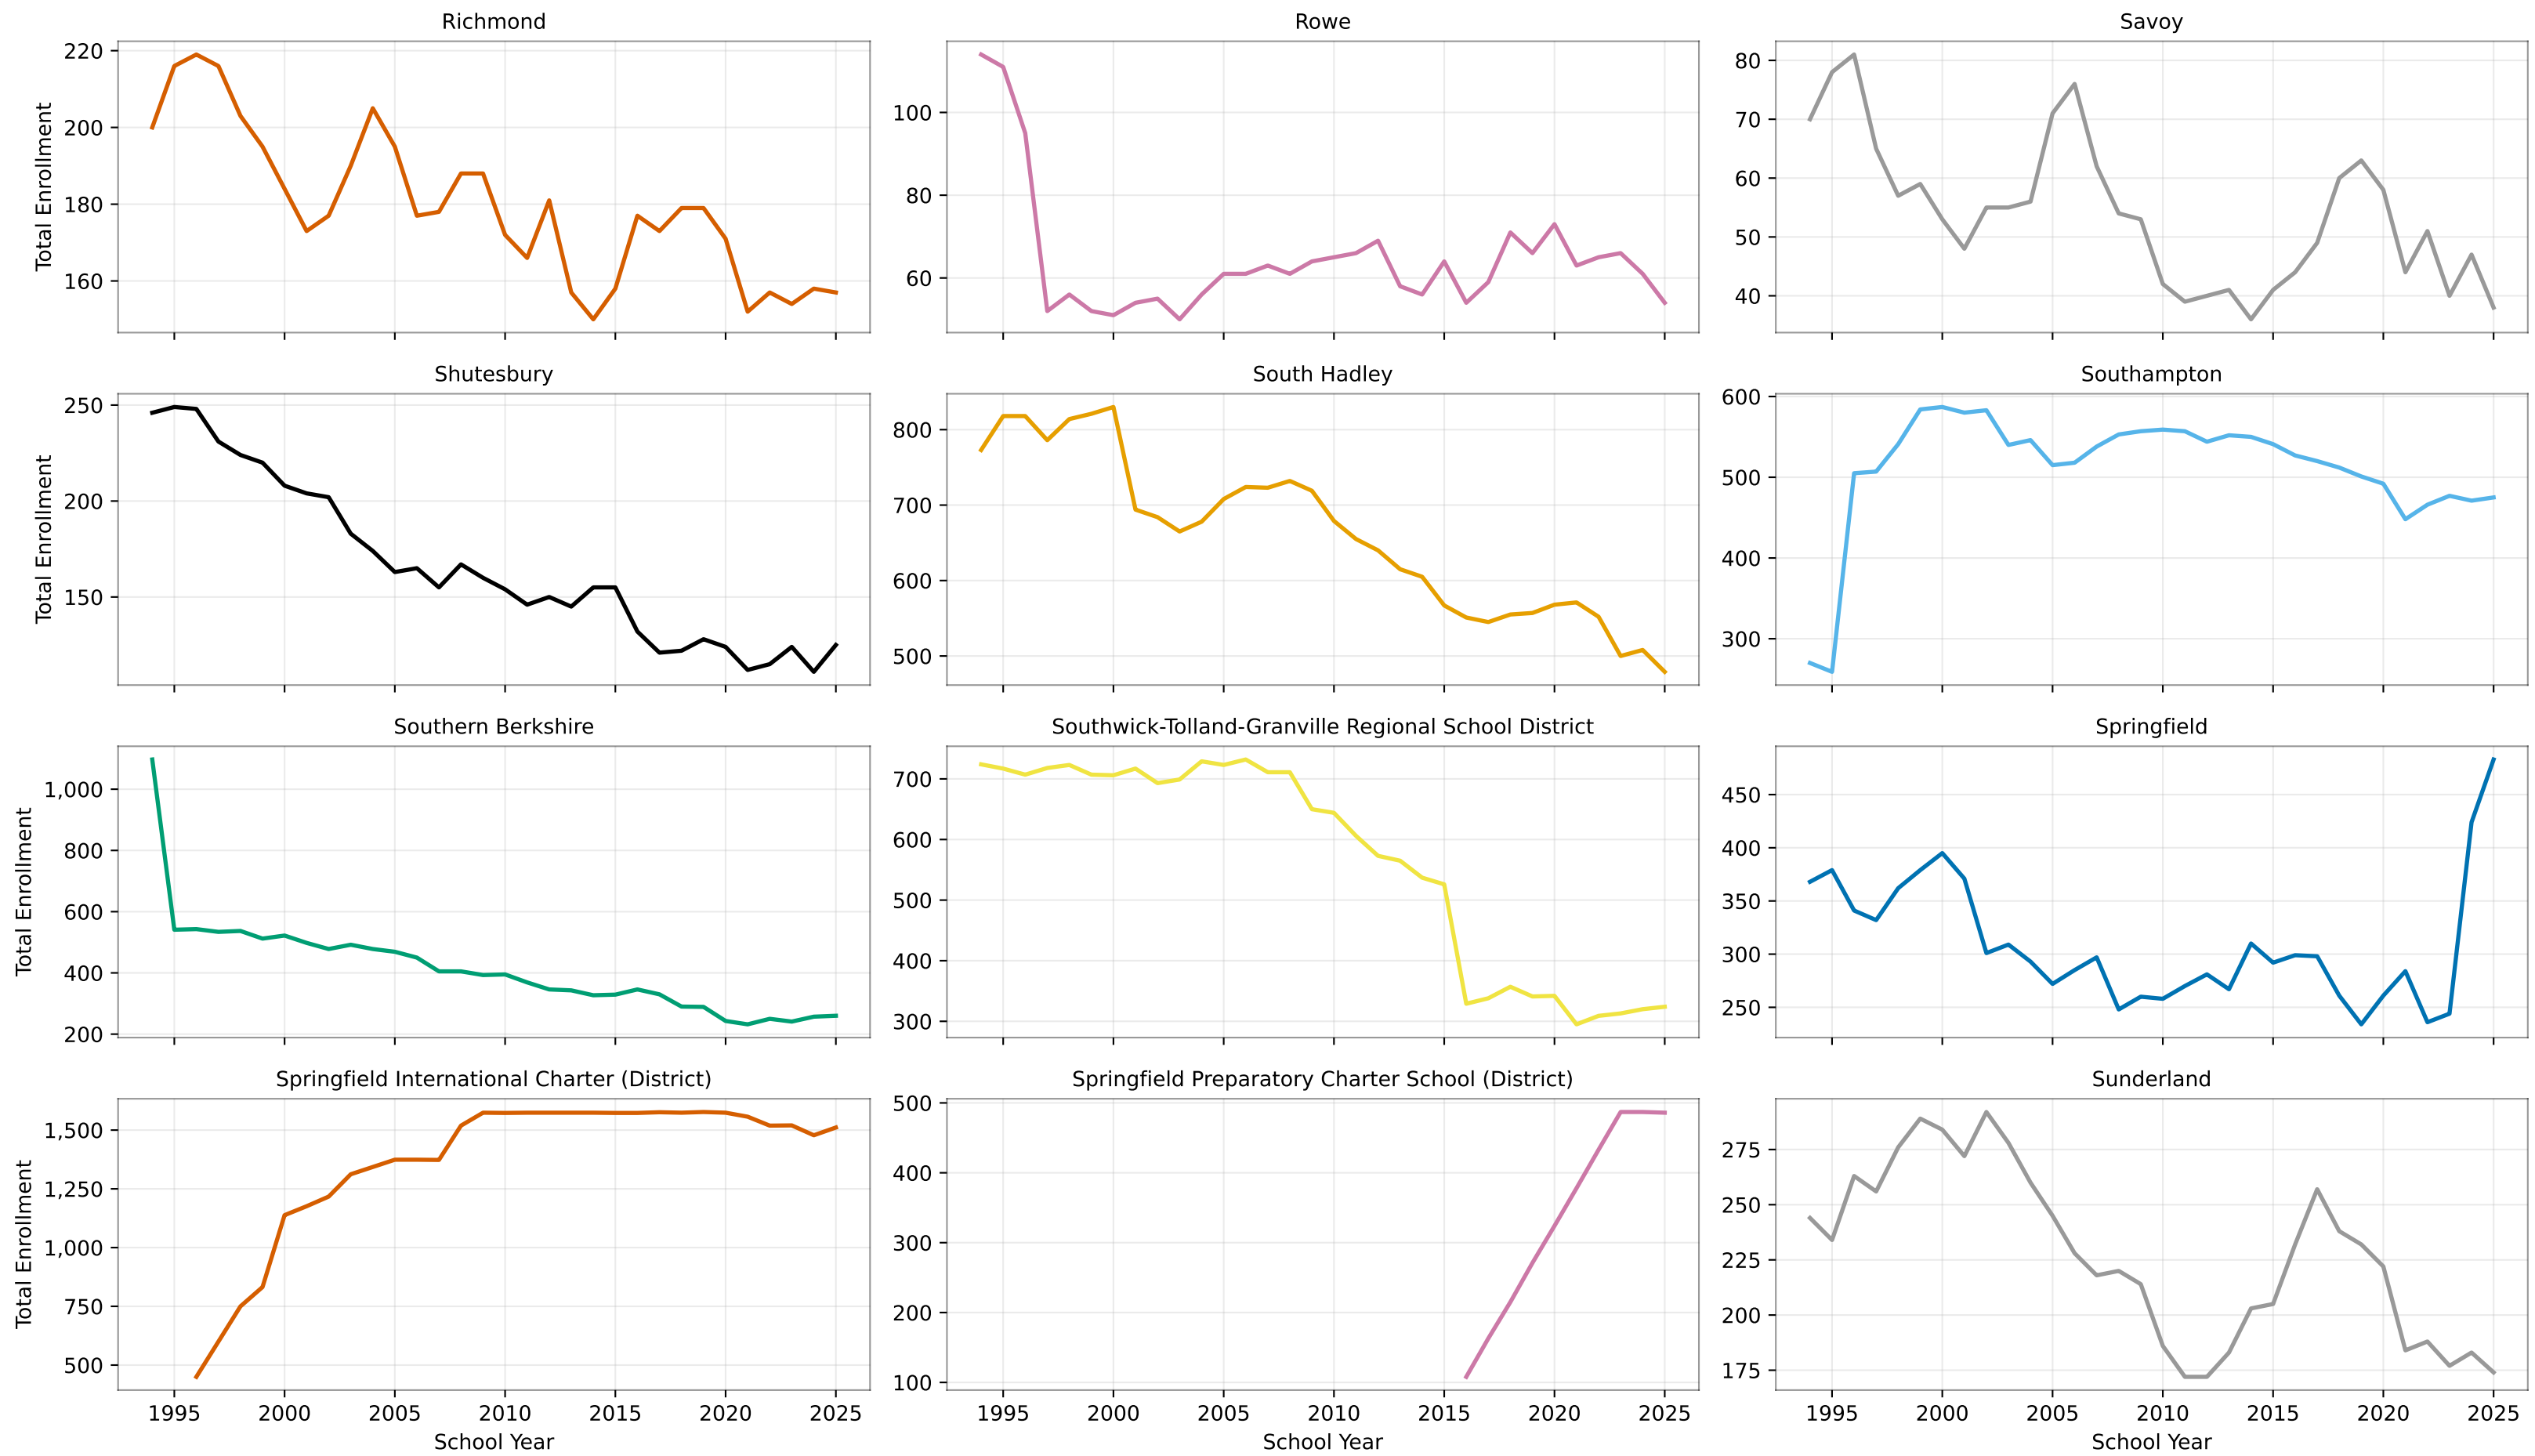 Richmond
Rowe
Savoy
Total Enrollment
220
200
180
160
100
80
60
80
70
60
50
40
Shutesbury
South Hadley
Southampton
Total Enrollment
250
200
150
800
700
600
500
600
500
400
300
Southern Berkshire
Southwick-Tolland-Granville Regional School District
Springfield
Total Enrollment
1,000
800
600
400
200
700
600
500
400
300
450
400
350
300
250
Springfield International Charter (District)
Springfield Preparatory Charter School (District)
Sunderland
Total Enrollment
1,500
1,250
1,000
750
500
500
400
300
200
100
275
250
225
200
175
1995 2000 2005 2010 2015 2020 2025
1995 2000 2005 2010 2015 2020 2025
1995 2000 2005 2010 2015 2020 2025
School Year
School Year
School Year